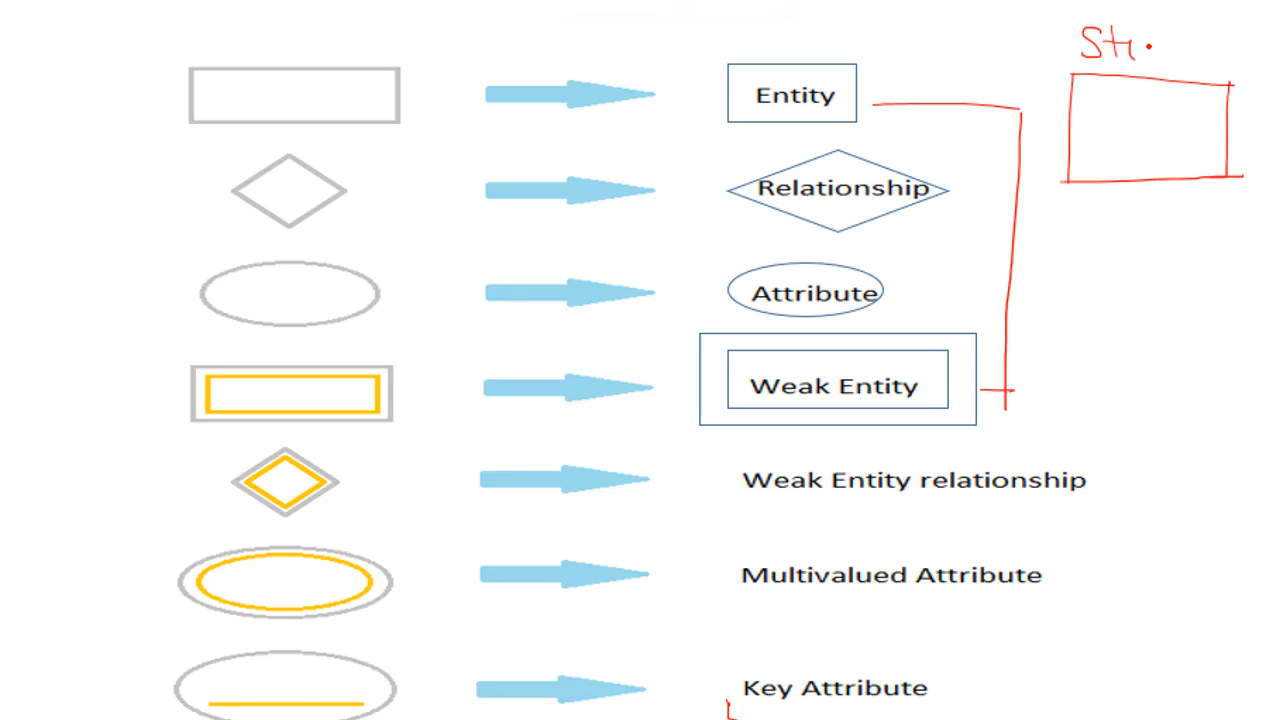 Entity
Relationship
Attribute
Weak Entity
Weak Entity relationship
Multivalued Attribute
Key Attribute